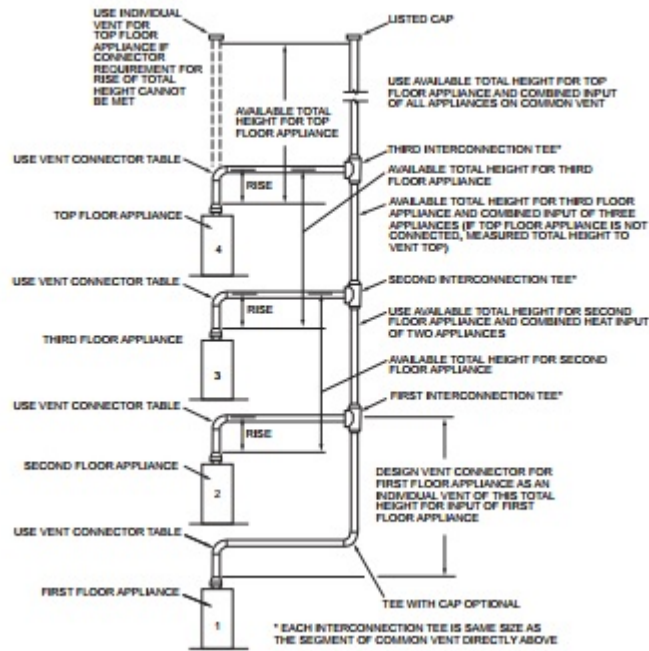 USE INDIVIDUAL
VENT FOR
TOP FLOOR
APPLIANCE IF
CONNECTOR
REQUIREMENT FOR
RISE OF TOTAL
HEIGHT CANNOT
BE MET
LISTED CAP
AVAILABLE TOTAL
HEIGHT FOR TOP
FLOOR APPLIANCE
USE AVAILABLE TOTAL HEIGHT FOR TOP
FLOOR APPLIANCE AND COMBINED INPUT
OF ALL APPLIANCES ON COMMON VENT
THIRD INTERCONNECTION TEE*
USE VENT CONNECTOR TABLE
AVAILABLE TOTAL HEIGHT FOR THIRD
FLOOR APPLIANCE
RISE
AVAILABLE TOTAL HEIGHT FOR THIRD FLOOR
APPLIANCE AND COMBINED INPUT OF THREE
APPLIANCES (IF TOP FLOOR APPLIANCE IS NOT
CONNECTED, MEASURED TOTAL HEIGHT TO
VENT TOP)
TOP FLOOR APPLIANCE
4
USE VENT CONNECTOR TABLE
SECOND INTERCONNECTION TEE*
RISE
USE AVAILABLE TOTAL HEIGHT FOR SECOND
FLOOR APPLIANCE AND COMBINED HEAT INPUT
OF TWO APPLIANCES
THIRD FLOOR APPLIANCE
3
AVAILABLE TOTAL HEIGHT FOR SECOND
FLOOR APPLIANCE
FIRST INTERCONNECTION TEE*
USE VENT CONNECTOR TABLE
RISE
SECOND FLOOR APPLIANCE
2
DESIGN VENT CONNECTOR FOR
FIRST FLOOR APPLIANCE AS AN
INDIVIDUAL VENT OF THIS TOTAL
HEIGHT FOR INPUT OF FIRST
FLOOR APPLIANCE
USE VENT CONNECTOR TABLE
FIRST FLOOR APPLIANCE
1
TEE WITH CAP OPTIONAL
* EACH INTERCONNECTION TEE IS SAME SIZE AS
THE SEGMENT OF COMMON VENT DIRECTLY ABOVE